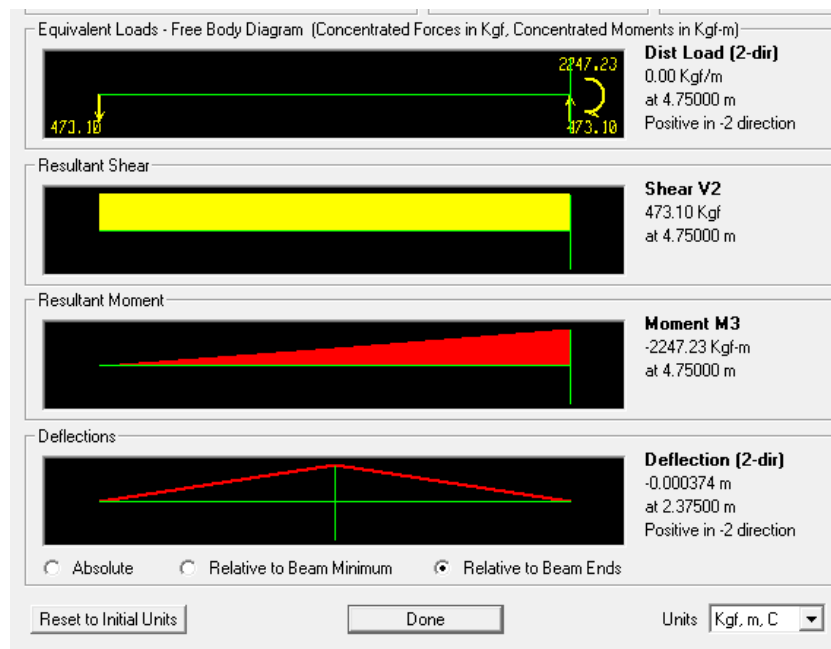 Equivalent Loads - Free Body Diagram (Concentrated Forces in Kgf, Concentrated Moments in Kgf-m)
2247.23
473.10
473.10
Dist Load (2-dir)
0.00 Kgf/m
at 4.75000 m
Positive in -2 direction
Resultant Shear
Shear V2
473.10 Kgf
at 4.75000 m
Resultant Moment
Moment M3
-2247.23 Kgf-m
at 4.75000 m
Deflections
Deflection (2-dir)
-0.000374 m
at 2.37500 m
Positive in -2 direction
Absolute Relative to Beam Minimum Relative to Beam Ends
Reset to Initial Units Done Units Kgf, m, C